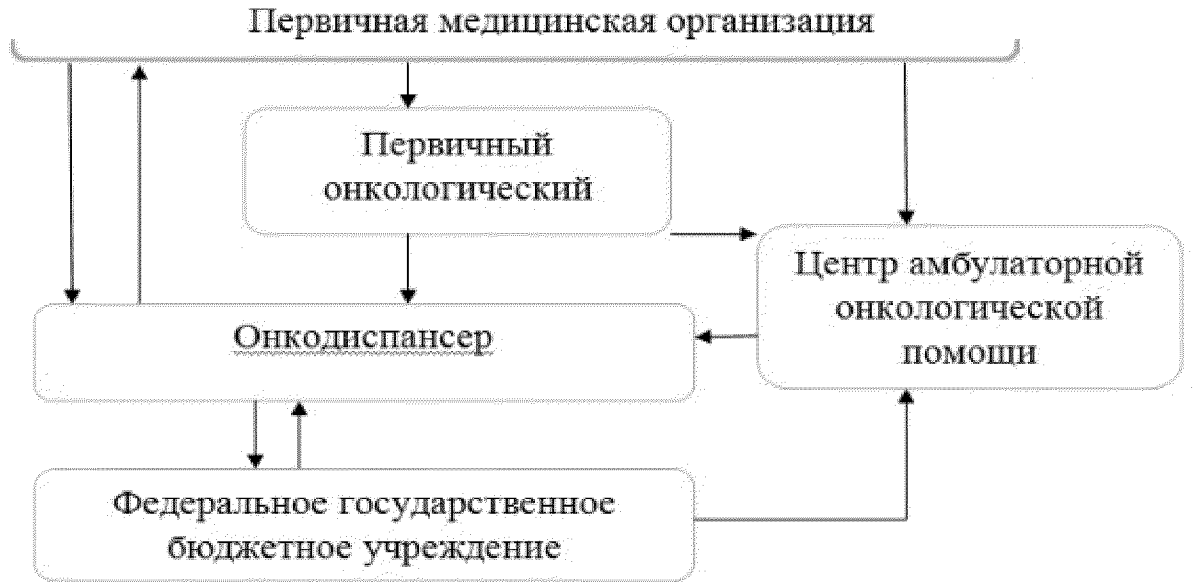 Первичная медицинская организация
Первичный
онкологический
Центр амбулаторной
онкологической
помощи
Онкодиспансер
Федеральное государственное
бюджетное учреждение